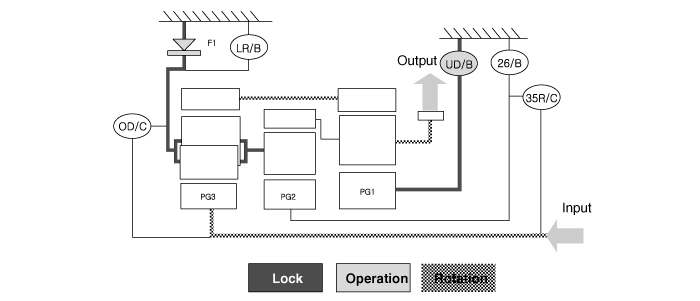 F1
LR/B
Output
UD/B
26/B
35R/C
OD/C
PG3
PG2
PG1
Input
Lock
Operation
Rotation